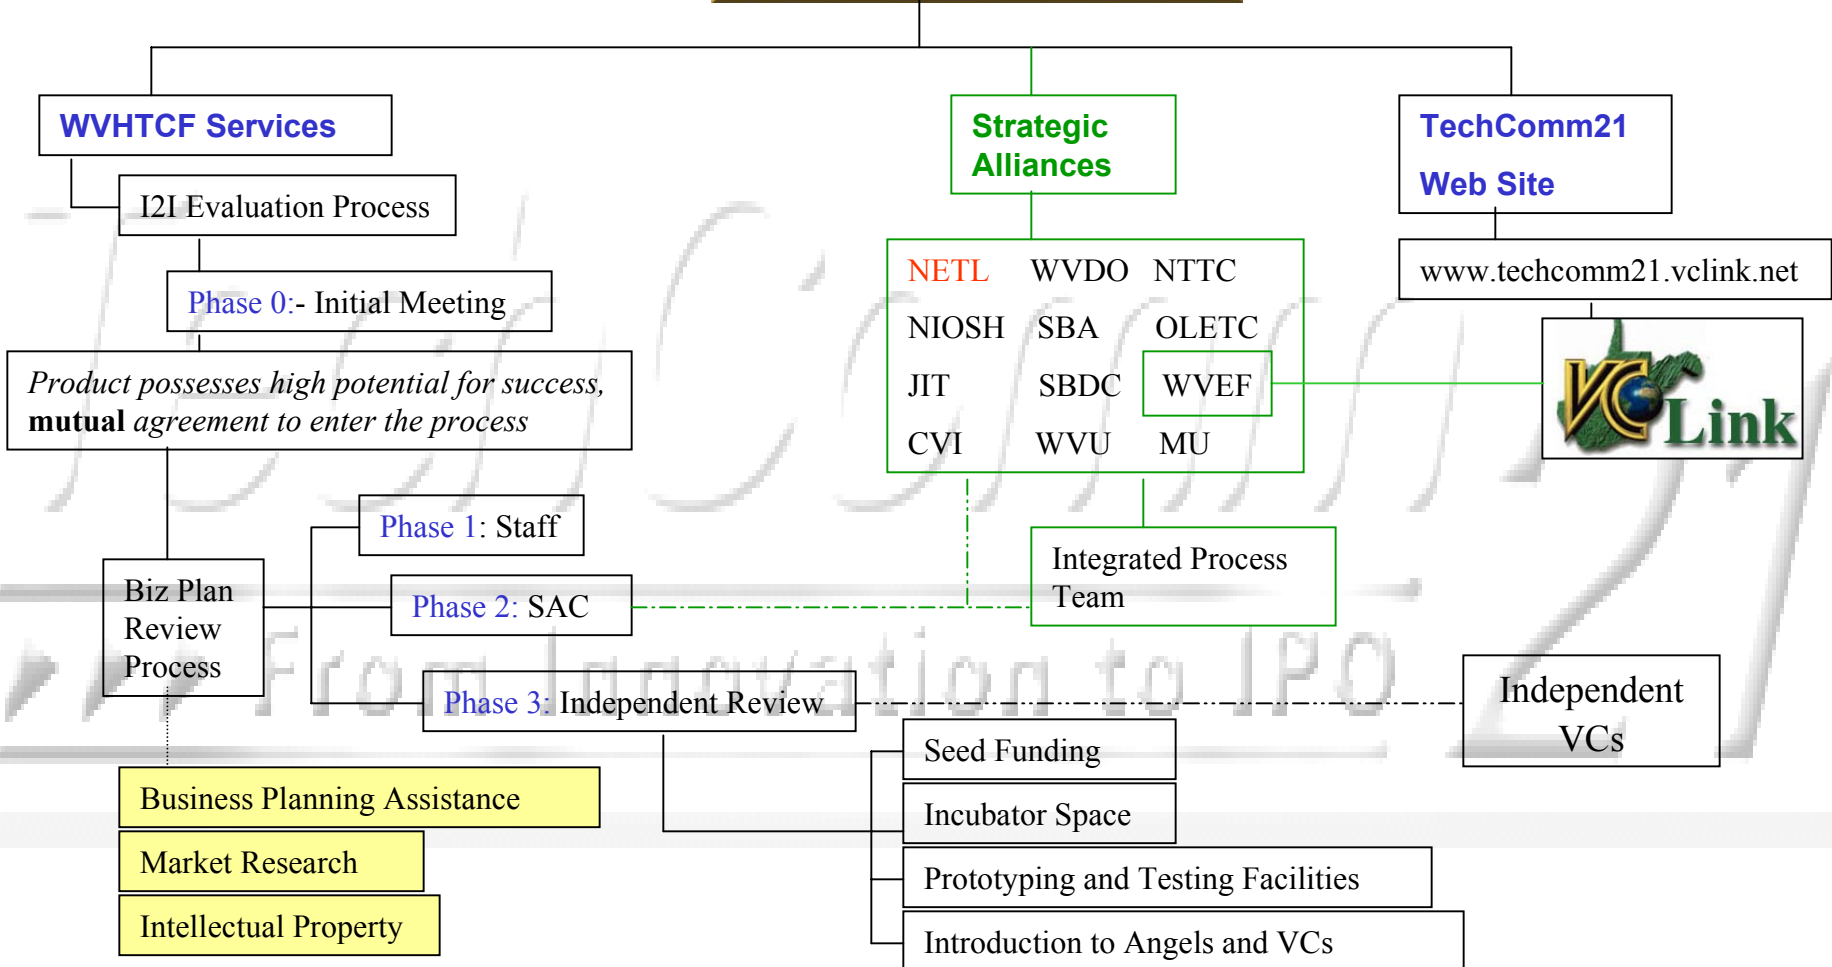 WVHTCF Services
I2I Evaluation Process
Phase 0:- Initial Meeting
Product possesses high potential for success,
mutual agreement to enter the process
Biz Plan
Review
Process
Phase 1: Staff
Phase 2: SAC
Phase 3: Independent Review
Business Planning Assistance
Market Research
Intellectual Property
Seed Funding
Incubator Space
Prototyping and Testing Facilities
Introduction to Angels and VCs
Strategic
Alliances
NETL WVDO NTTC
NIOSH SBA OLETC
JIT SBDC WVEF
CVI WVU MU
Integrated Process
Team
Independent
VCs
TechComm21
Web Site
www.techcomm21.vclink.net
VC Link
TechComm 21
From Innovation to IPO